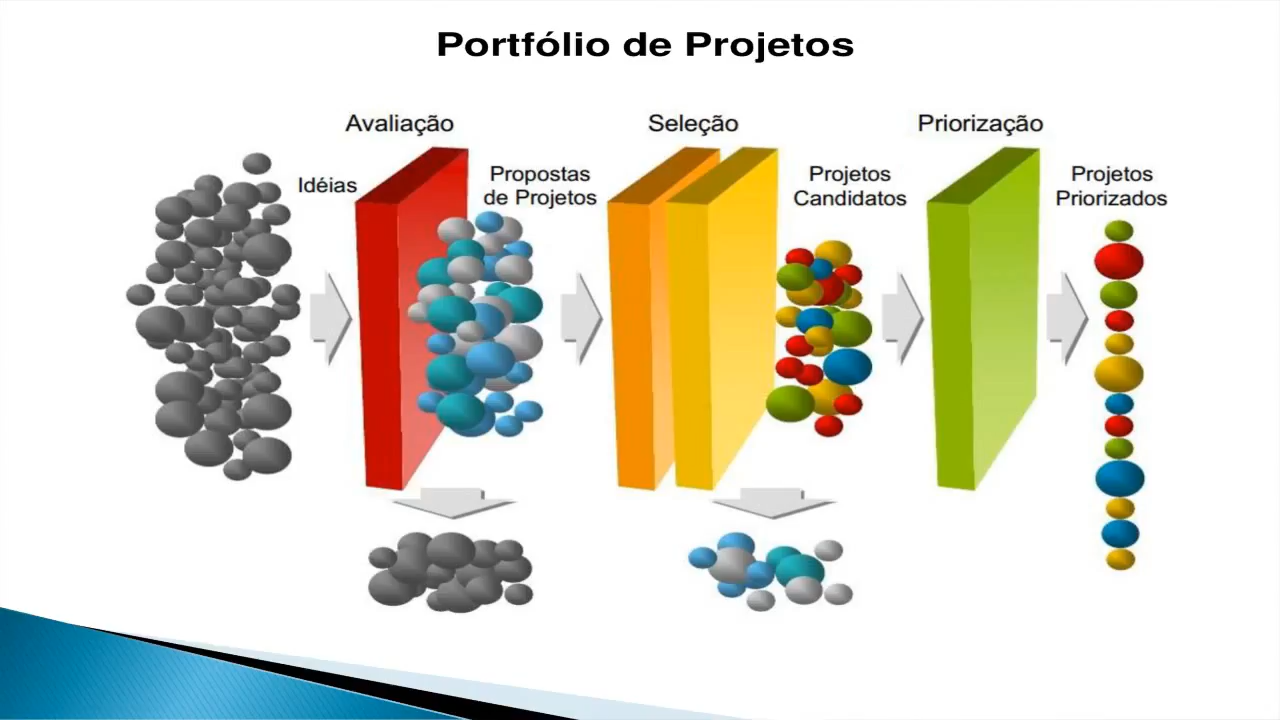 Portfólio de Projetos
Avaliação
Seleção
Priorização
Idéias
Propostas
de Projetos
Projetos
Candidatos
Projetos
Priorizados